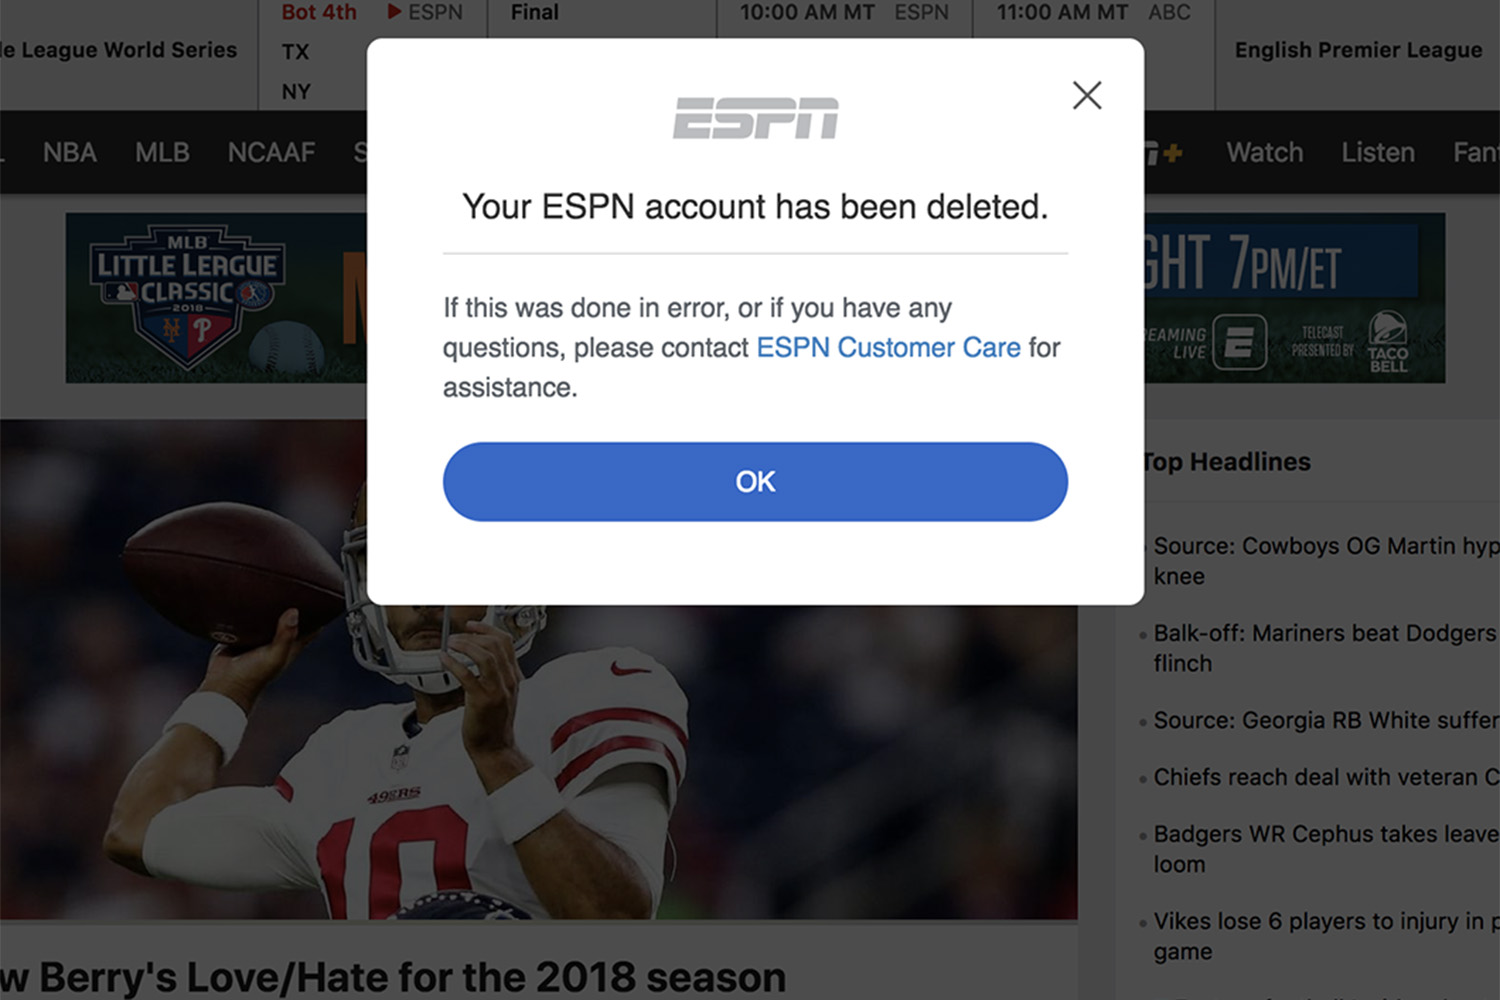 Bot 4th ESPN
Final
10:00 AM MT ESPN
11:00 AM MT ABC
le League World Series
TX
NY
English Premier League
NBA MLB NCAAF S
+ Watch Listen Fan
ESPN
Your ESPN account has been deleted.
If this was done in error, or if you have any
questions, please contact ESPN Customer Care for
assistance.
OK
MLB
LITTLE LEAGUE
CLASSIC
2018
GHT 7PM/ET
EAMING
LIVE
E
TELECAST
PRESENTED BY
TACO
BELL
49ERS
10
Top Headlines
Source: Cowboys OG Martin hyp
knee
Balk-off: Mariners beat Dodgers
flinch
Source: Georgia RB White suffer
Chiefs reach deal with veteran C
Badgers WR Cephus takes leave
loom
Vikes lose 6 players to injury in p
game
w Berry's Love/Hate for the 2018 season